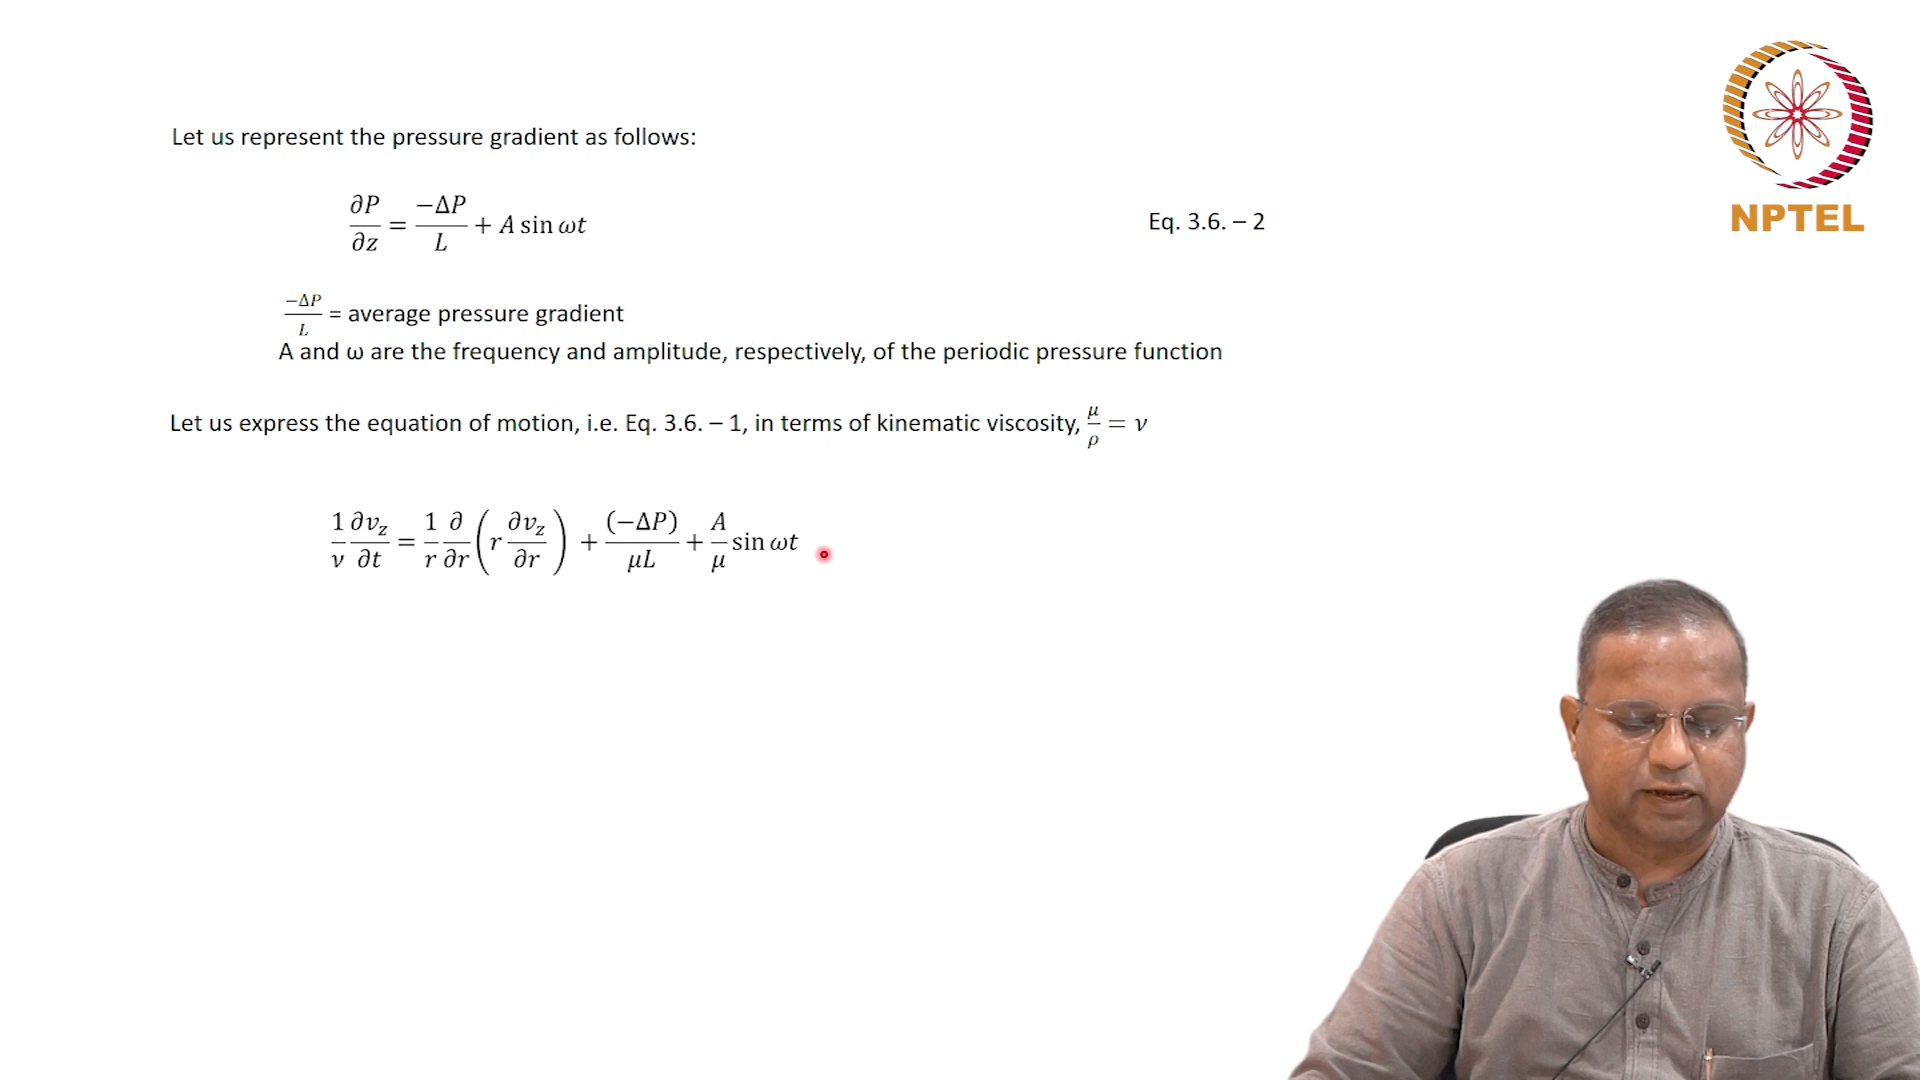 Let us represent the pressure gradient as follows:
∂P/∂z = −ΔP/L + A sin ωt
Eq. 3.6. – 2
−ΔP/L = average pressure gradient
A and ω are the frequency and amplitude, respectively, of the periodic pressure function
Let us express the equation of motion, i.e. Eq. 3.6. – 1, in terms of kinematic viscosity, μ/ρ = ν
1/ν ∂v_z/∂t = 1/r ∂/∂r (r ∂v_z/∂r) + (−ΔP)/μL + A/μ sin ωt
NPTEL